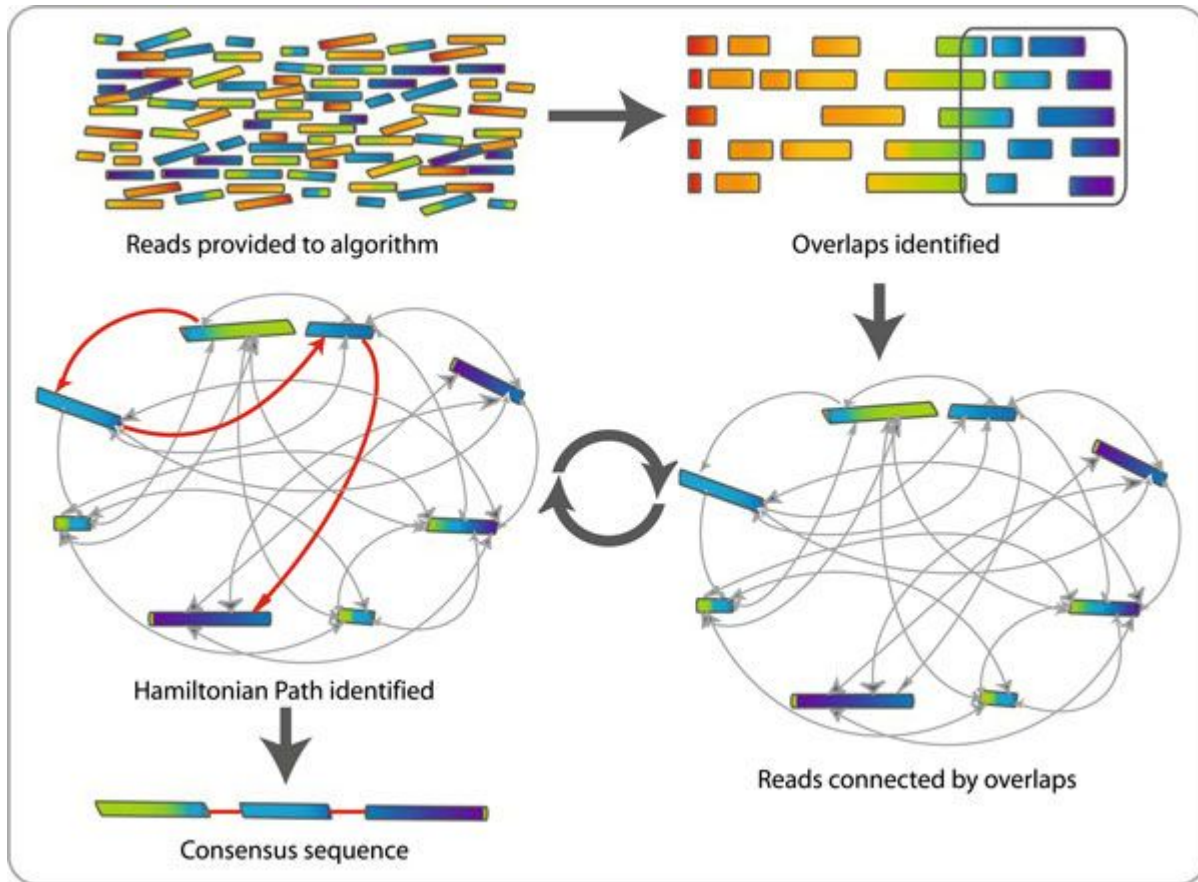 Reads provided to algorithm
Overlaps identified
Hamiltonian Path identified
Reads connected by overlaps
Consensus sequence